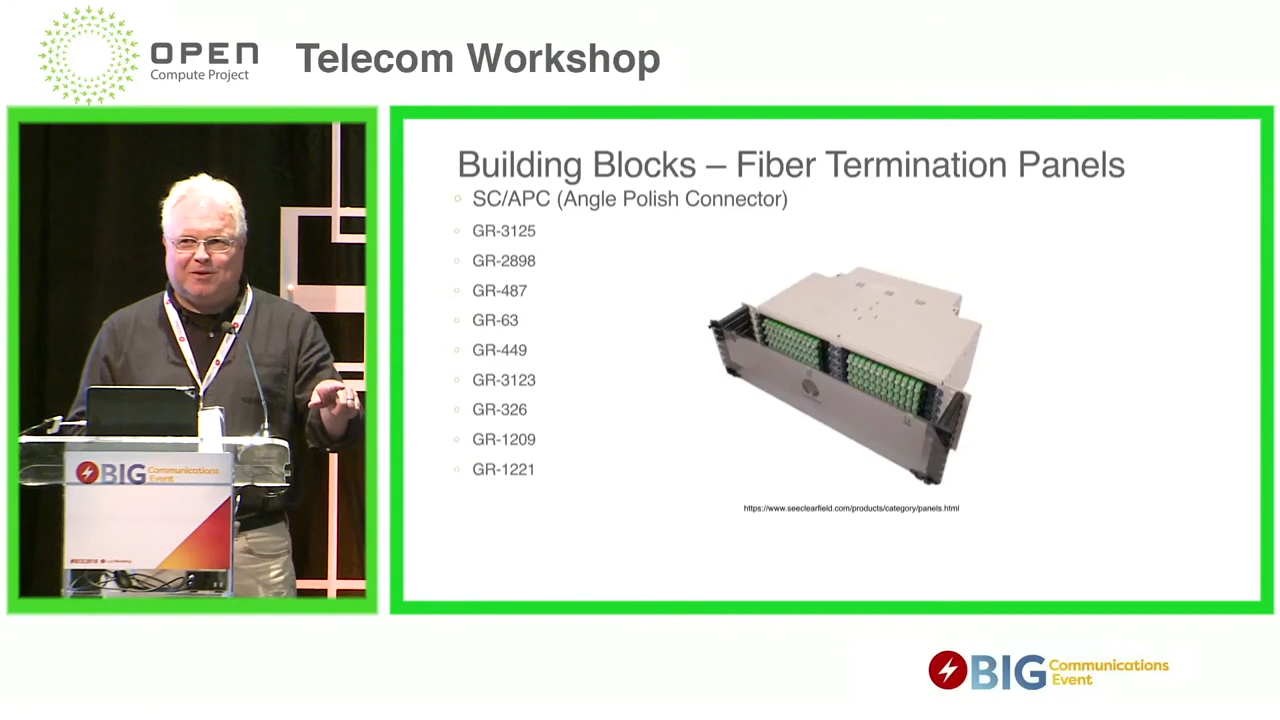 OPEN
Compute Project
Telecom Workshop
Building Blocks – Fiber Termination Panels
SC/APC (Angle Polish Connector)
GR-3125
GR-2898
GR-487
GR-63
GR-449
GR-3123
GR-326
GR-1209
GR-1221
https://www.seeclearfield.com/products/category/panels.html
BIG Communications
Event
BIG Communications
Event